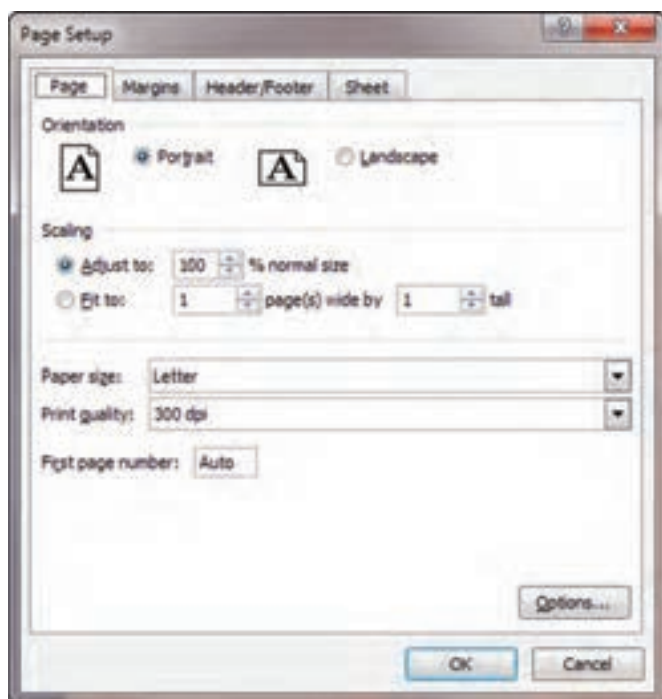 Page Setup
Page Margins Header/Footer Sheet
Orientation
A Portrait A Landscape
Scaling
Adjust to: 100 % normal size
Fit to: 1 page(s) wide by 1 tall
Paper size: Letter
Print quality: 300 dpi
First page number: Auto
Options...
OK Cancel